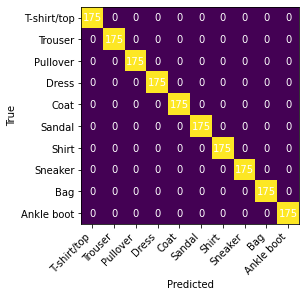 T-shirt/top 175 0 0 0 0 0 0 0 0 0
Trouser 0 175 0 0 0 0 0 0 0 0
Pullover 0 0 175 0 0 0 0 0 0 0
Dress 0 0 0 175 0 0 0 0 0 0
Coat 0 0 0 0 175 0 0 0 0 0
Sandal 0 0 0 0 0 175 0 0 0 0
Shirt 0 0 0 0 0 0 175 0 0 0
Sneaker 0 0 0 0 0 0 0 175 0 0
Bag 0 0 0 0 0 0 0 0 175 0
Ankle boot 0 0 0 0 0 0 0 0 0 175
True
T-shirt/top
Trouser
Pullover
Dress
Coat
Sandal
Shirt
Sneaker
Bag
Ankle boot
Predicted